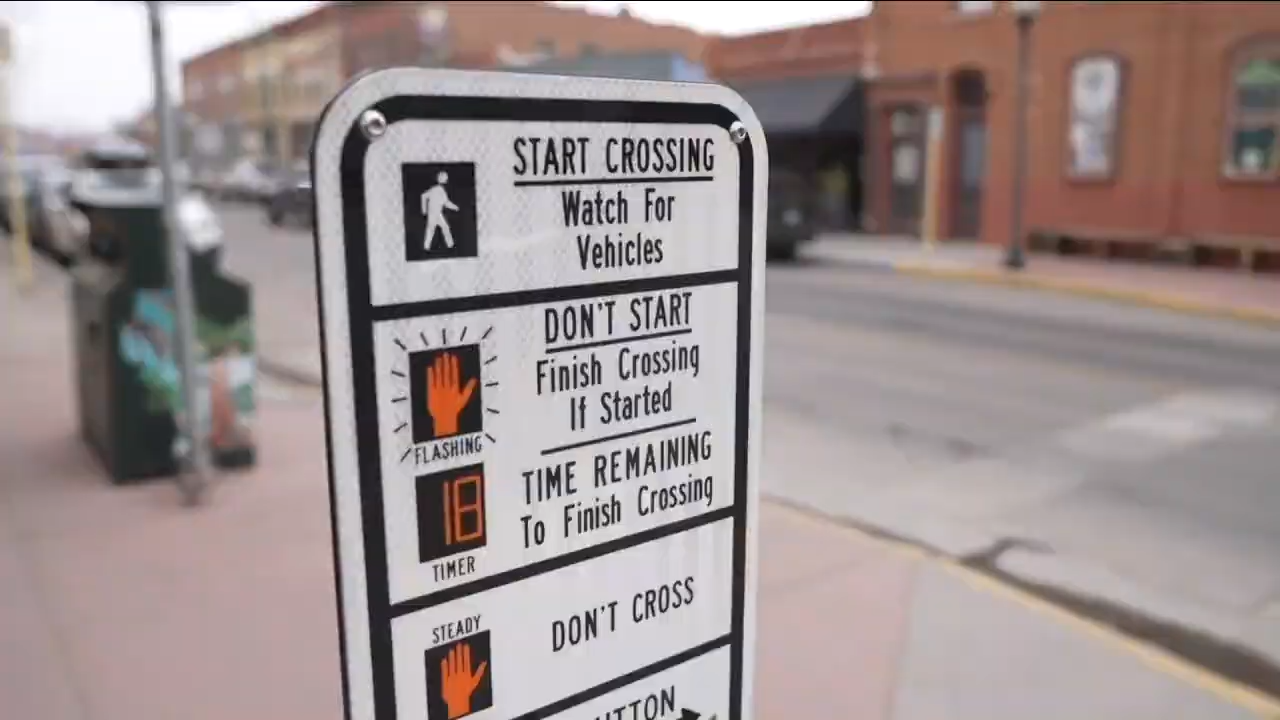 START CROSSING
Watch For
Vehicles
DON'T START
Finish Crossing
If Started
FLASHING
TIME REMAINING
To Finish Crossing
18
TIMER
STEADY
DON'T CROSS